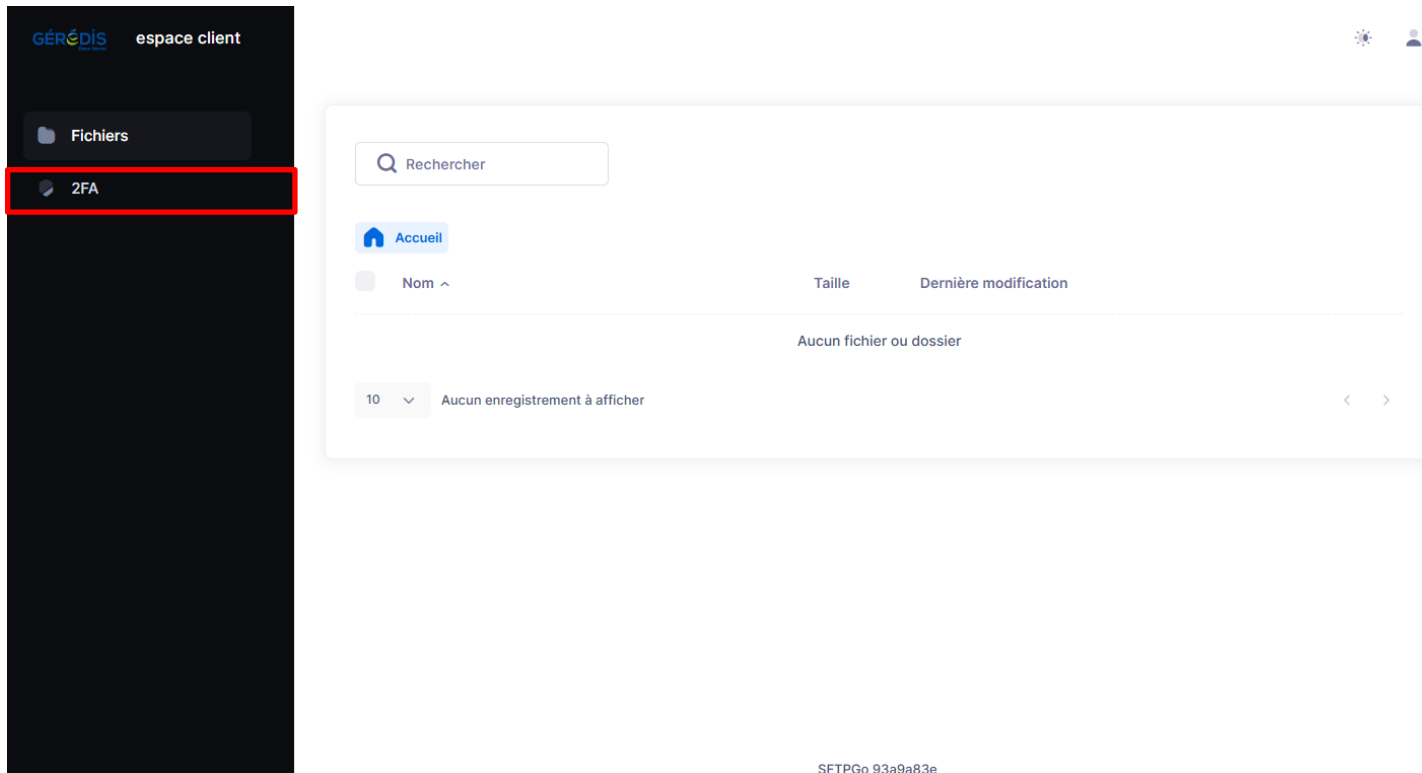 GÉRÉDIS espace client
Fichiers
2FA
Rechercher
Accueil
Nom Taille Dernière modification
Aucun fichier ou dossier
10 Aucun enregistrement à afficher
SFTPGo 93a9a83e